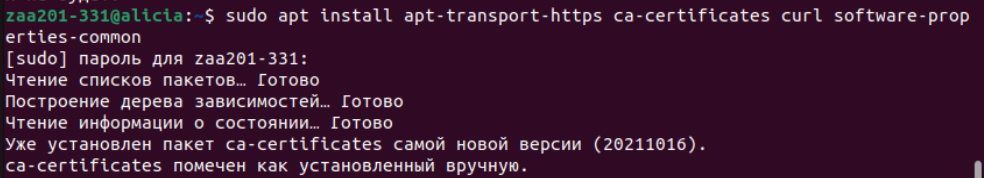 zaa201-331@alicia:~$ sudo apt install apt-transport-https ca-certificates curl software-prop
erties-common
[sudo] пароль для zaa201-331:
Чтение списков пакетов… Готово
Построение дерева зависимостей… Готово
Чтение информации о состоянии… Готово
Уже установлен пакет ca-certificates самой новой версии (20211016).
ca-certificates помечен как установленный вручную.